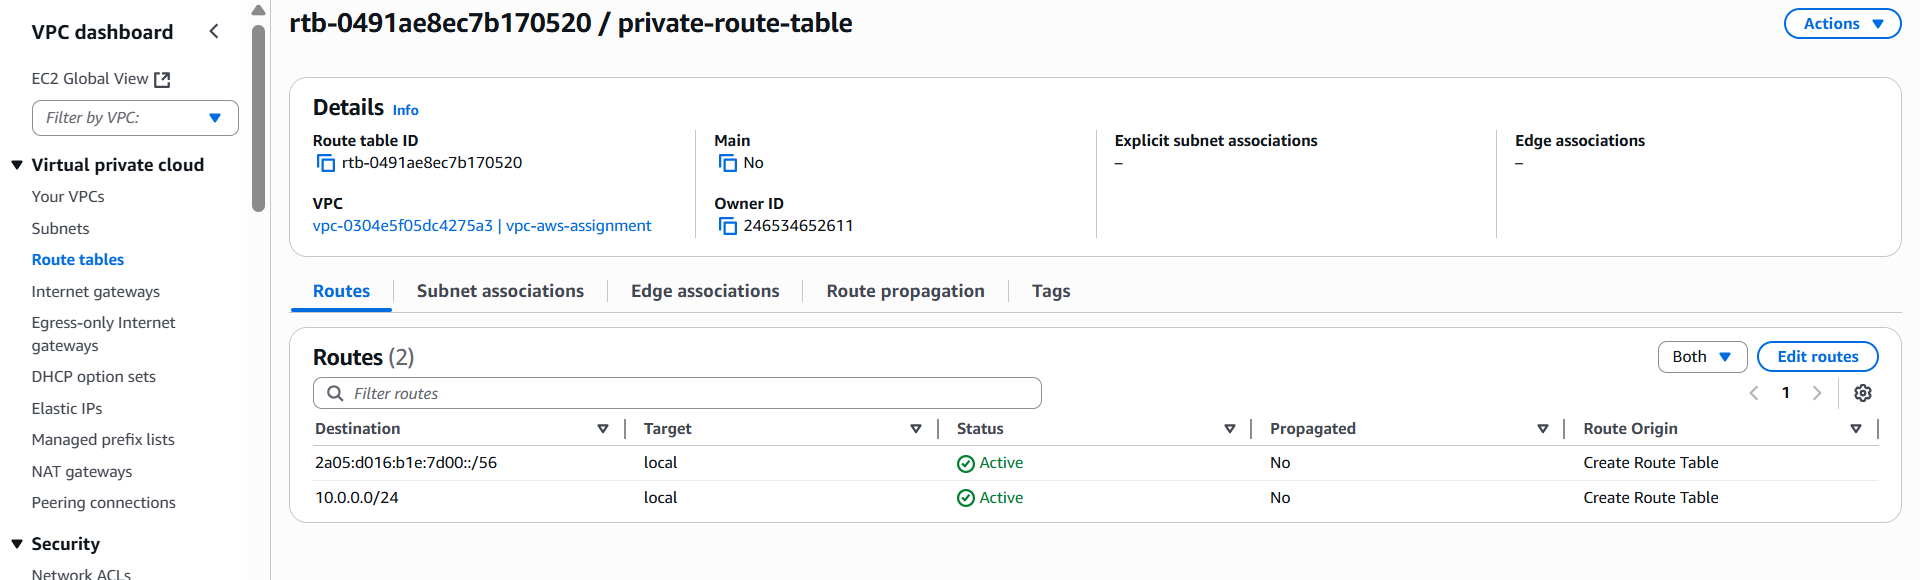 VPC dashboard
EC2 Global View
Filter by VPC:
Virtual private cloud
Your VPCs
Subnets
Route tables
Internet gateways
Egress-only Internet
gateways
DHCP option sets
Elastic IPs
Managed prefix lists
NAT gateways
Peering connections
Security
Network ACLs
rtb-0491ae8ec7b170520 / private-route-table
Actions
Details Info
Route table ID
rtb-0491ae8ec7b170520
Main
No
Explicit subnet associations
–
Edge associations
–
VPC
vpc-0304e5f05dc4275a3 | vpc-aws-assignment
Owner ID
246534652611
Routes Subnet associations Edge associations Route propagation Tags
Routes (2)
Both Edit routes
Filter routes
1
Destination Target Status Propagated Route Origin
2a05:d016:b1e:7d00::/56 local Active No Create Route Table
10.0.0.0/24 local Active No Create Route Table